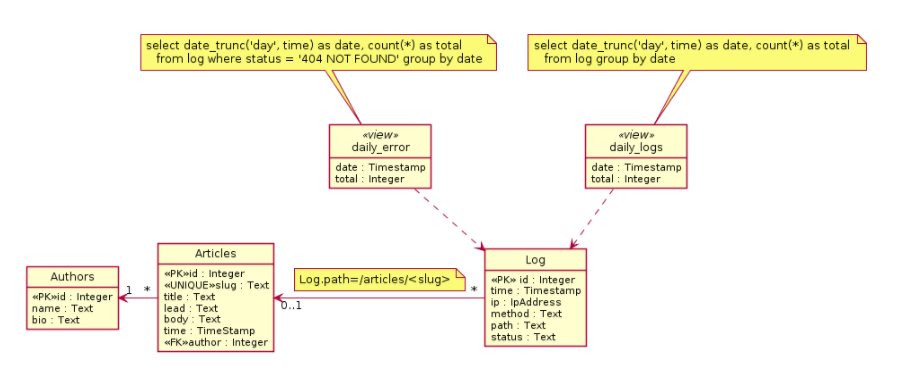 select date_trunc('day', time) as date, count(*) as total
from log where status = '404 NOT FOUND' group by date
select date_trunc('day', time) as date, count(*) as total
from log group by date
«view»
daily_error
date : Timestamp
total : Integer
«view»
daily_logs
date : Timestamp
total : Integer
Authors
«PK»id : Integer
name : Text
bio : Text
1
*
Articles
«PK»id : Integer
«UNIQUE»slug : Text
title : Text
lead : Text
body : Text
time : TimeStamp
«FK»author : Integer
Log.path=/articles/<slug>
0..1
*
Log
«PK» id : Integer
time : Timestamp
ip : IpAddress
method : Text
path : Text
status : Text